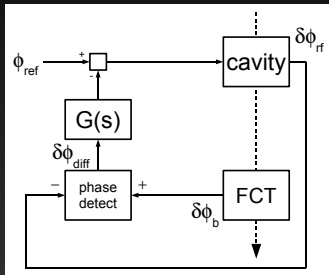 δϕrf
ϕref
+
-
cavity
G(s)
δϕdiff
−
phase
detect
+
δϕb
FCT